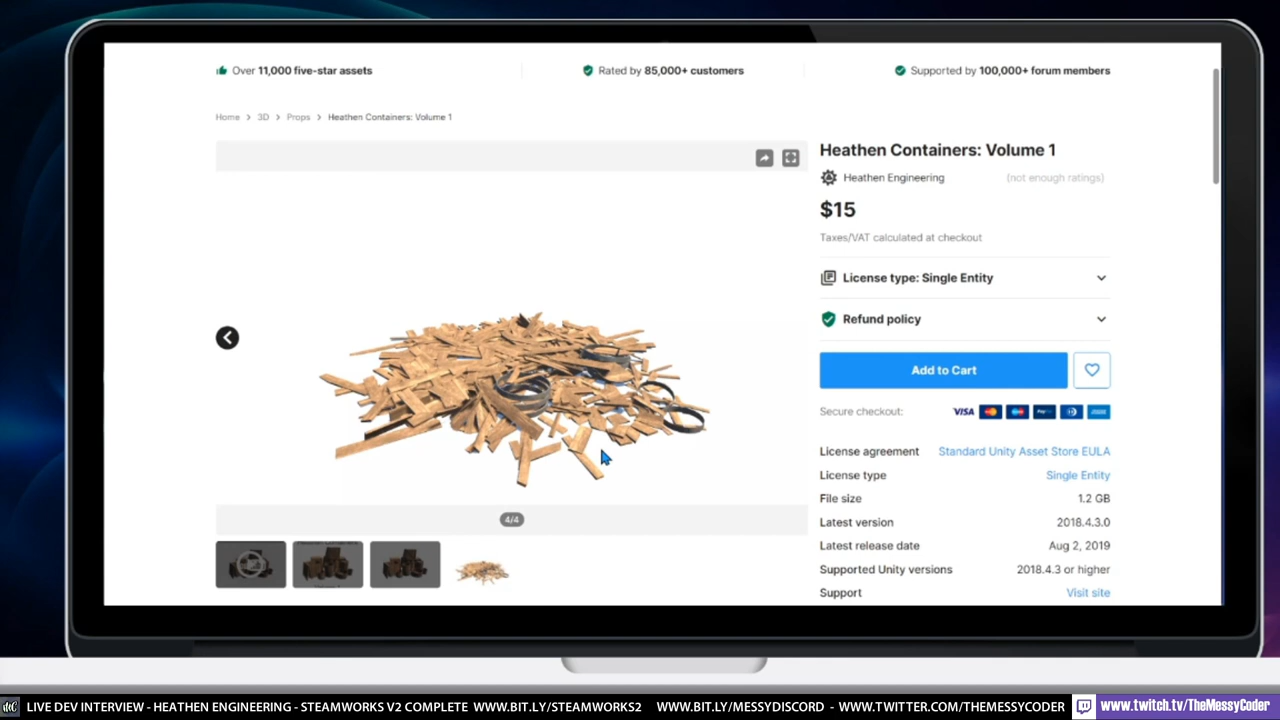 Over 11,000 five-star assets
Rated by 85,000+ customers
Supported by 100,000+ forum members
Home > 3D > Props > Heathen Containers: Volume 1
Heathen Containers: Volume 1
Heathen Engineering
(not enough ratings)
$15
Taxes/VAT calculated at checkout
License type: Single Entity
Refund policy
Add to Cart
Secure checkout:
VISA
License agreement
Standard Unity Asset Store EULA
License type
Single Entity
File size
1.2 GB
Latest version
2018.4.3.0
Latest release date
Aug 2, 2019
Supported Unity versions
2018.4.3 or higher
Support
Visit site
4/4
LIVE DEV INTERVIEW - HEATHEN ENGINEERING - STEAMWORKS V2 COMPLETE WWW.BIT.LY/STEAMWORKS2 WWW.BIT.LY/MESSYDISCORD - WWW.TWITTER.COM/THEMESSYCODER
www.twitch.tv/TheMessyCoder